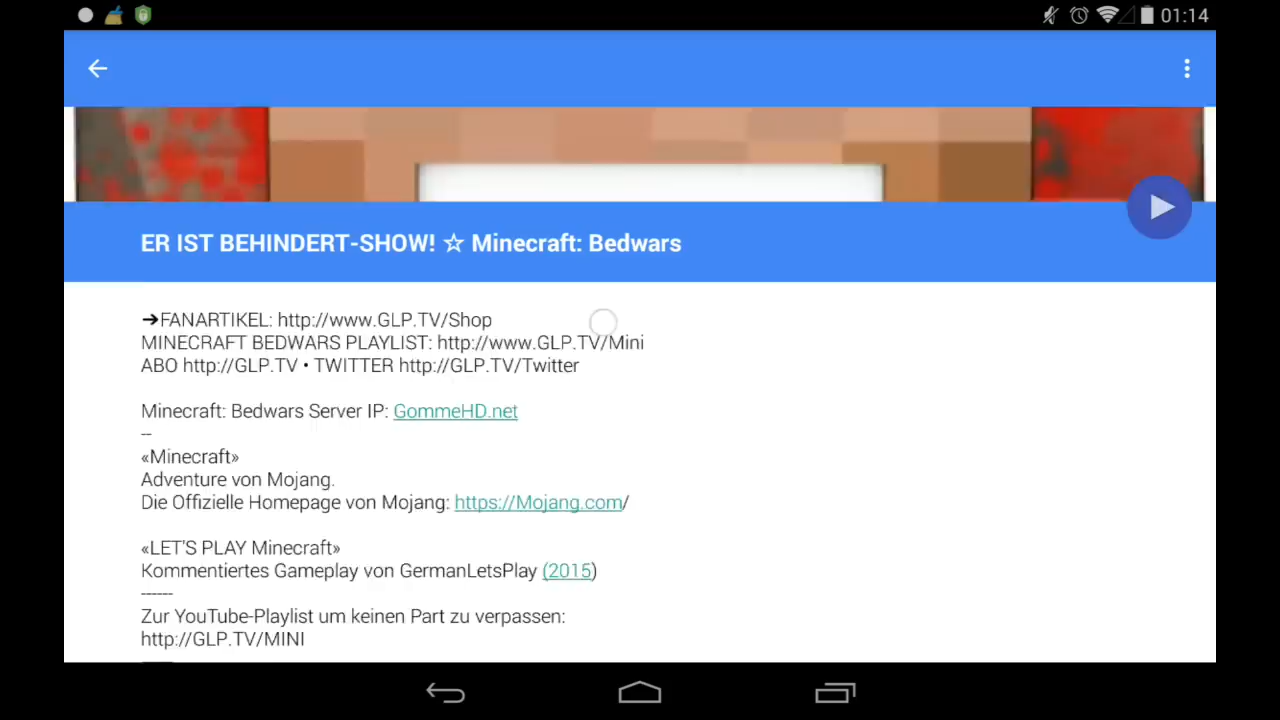 01:14
ER IST BEHINDERT-SHOW! ☆ Minecraft: Bedwars
➔FANARTIKEL: http://www.GLP.TV/Shop
MINECRAFT BEDWARS PLAYLIST: http://www.GLP.TV/Mini
ABO http://GLP.TV • TWITTER http://GLP.TV/Twitter
Minecraft: Bedwars Server IP: GommeHD.net
--
«Minecraft»
Adventure von Mojang.
Die Offizielle Homepage von Mojang: https://Mojang.com/
«LET'S PLAY Minecraft»
Kommentiertes Gameplay von GermanLetsPlay (2015)
------
Zur YouTube-Playlist um keinen Part zu verpassen:
http://GLP.TV/MINI